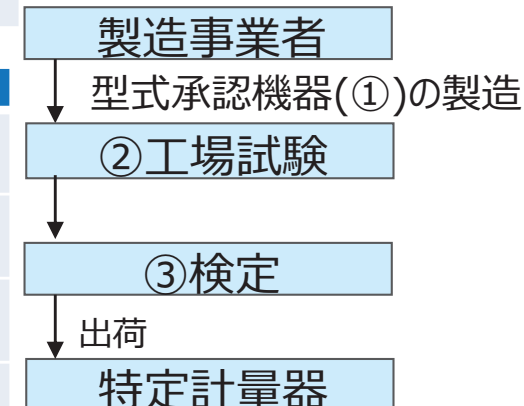 製造事業者
型式承認機器(①)の製造
②工場試験
③検定
出荷
特定計量器